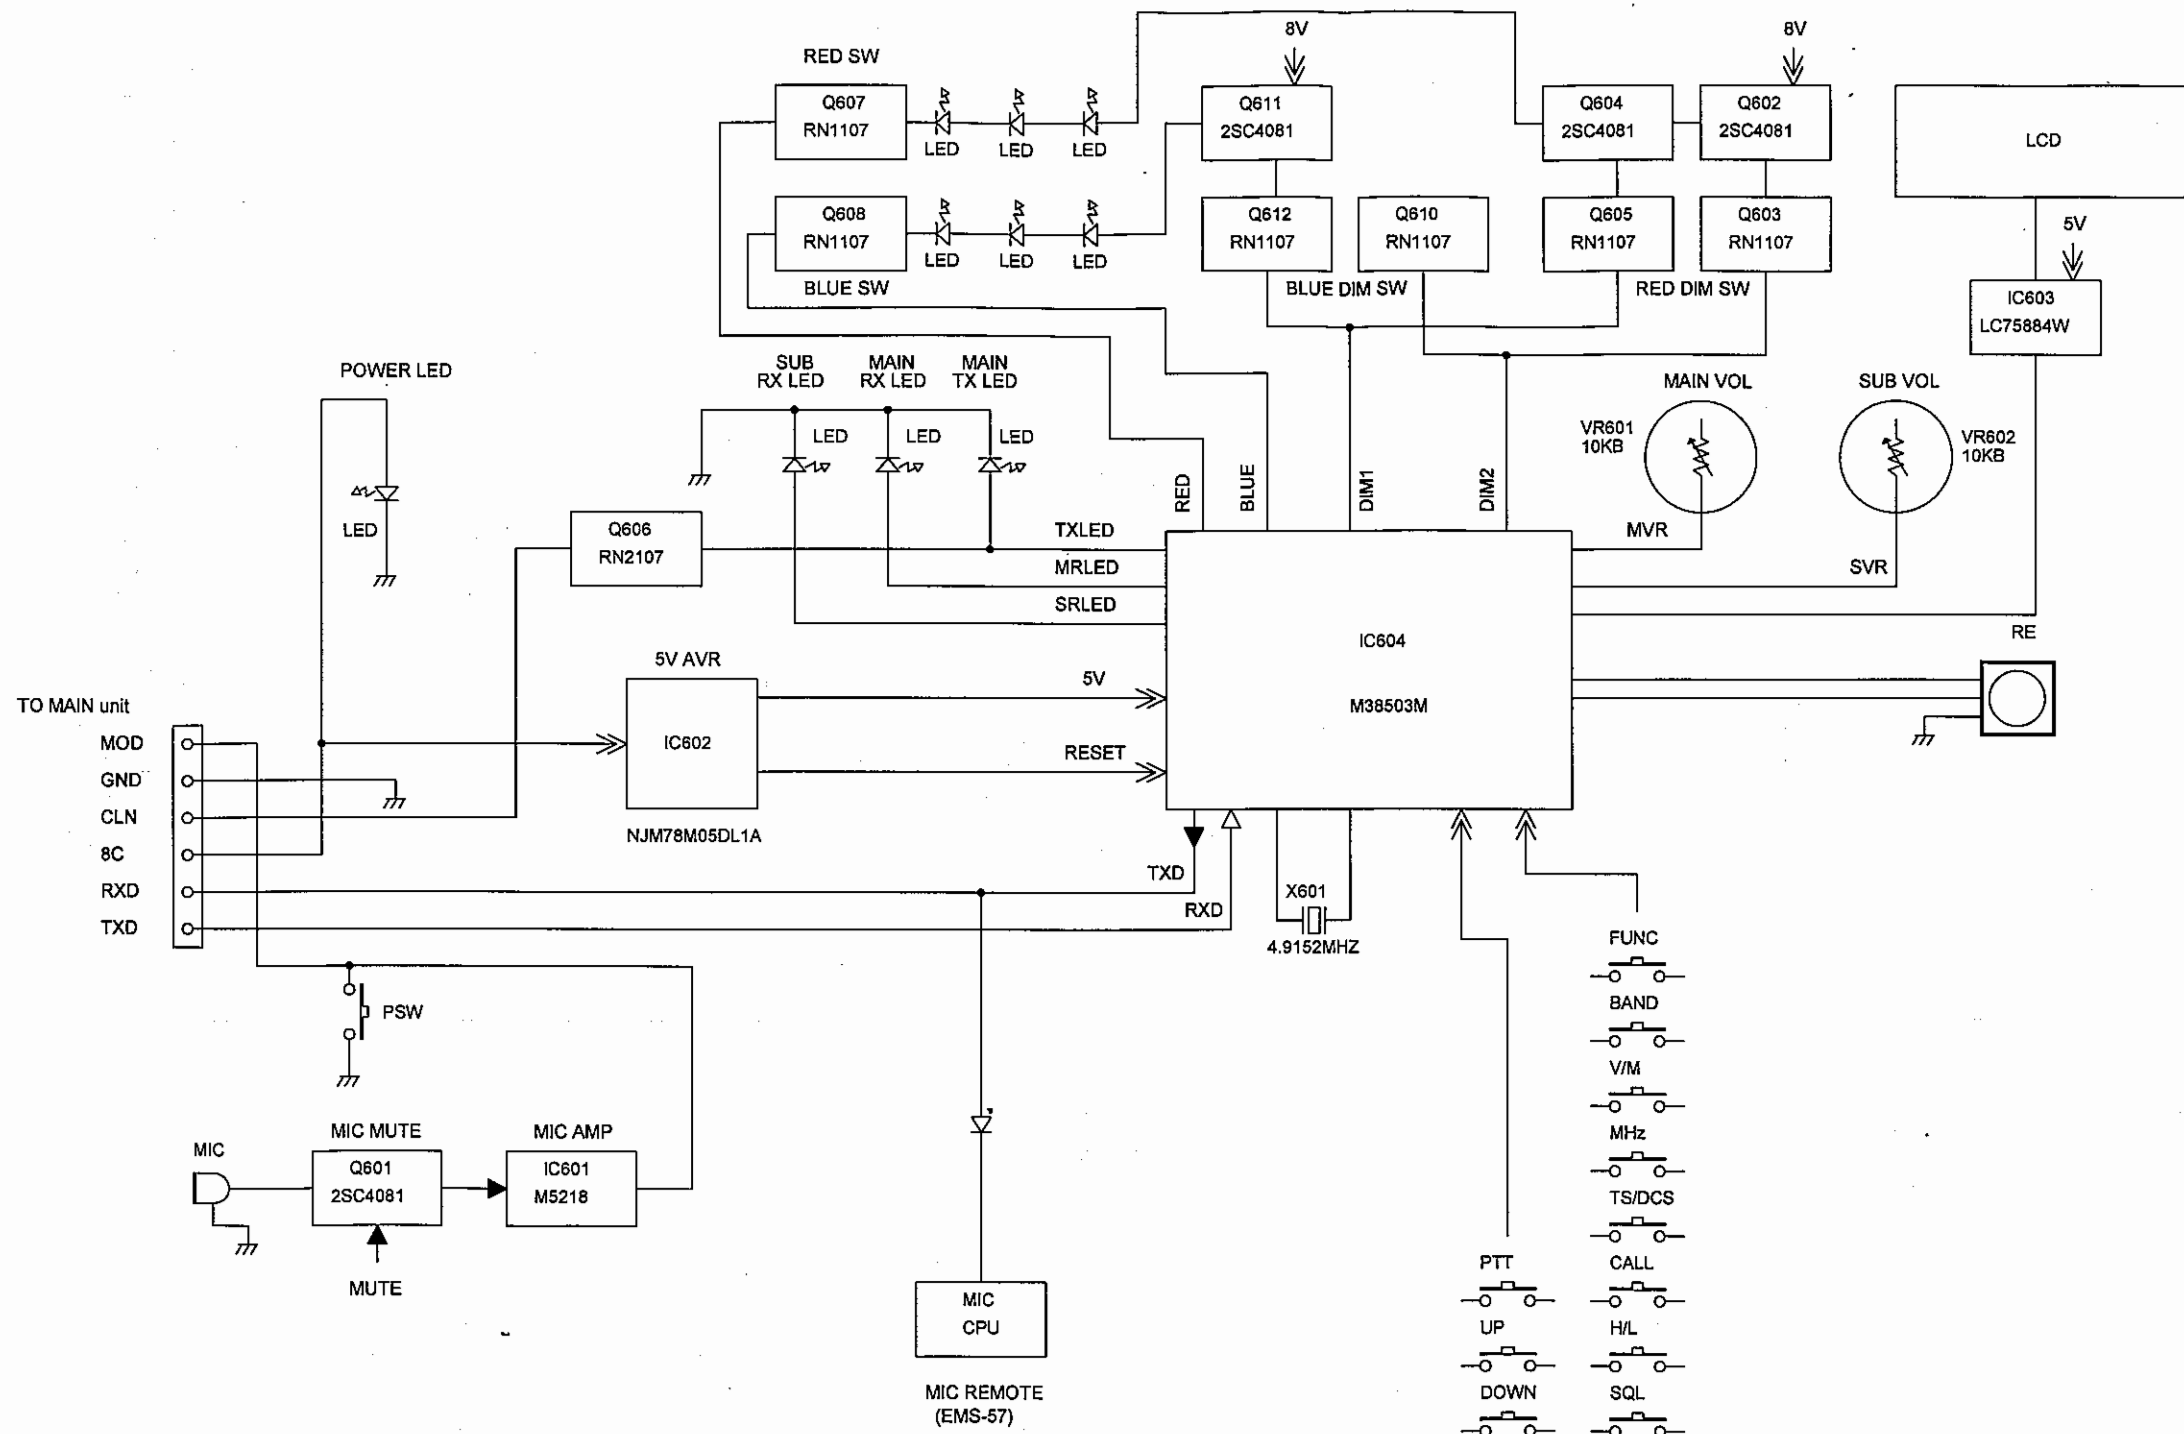 8V
8V
RED SW
Q607
RN1107
LED
LED
LED
Q611
2SC4081
Q604
2SC4081
Q602
2SC4081
LCD
Q608
RN1107
LED
LED
LED
BLUE SW
Q612
RN1107
Q610
RN1107
BLUE DIM SW
Q605
RN1107
Q603
RN1107
RED DIM SW
5V
IC603
LC75884W
POWER LED
LED
SUB
RX LED
MAIN
RX LED
MAIN
TX LED
LED
LED
LED
RED
BLUE
DIM1
DIM2
MAIN VOL
VR601
10KB
SUB VOL
VR602
10KB
Q606
RN2107
TXLED
MRLED
SRLED
MVR
SVR
RE
IC604
M38503M
5V AVR
IC602
NJM78M05DL1A
5V
RESET
TO MAIN unit
MOD
GND
CLN
8C
RXD
TXD
TXD
RXD
X601
4.9152MHZ
PSW
MIC
MIC MUTE
Q601
2SC4081
MUTE
MIC AMP
IC601
M5218
MIC
CPU
MIC REMOTE
(EMS-57)
PTT
UP
DOWN
FUNC
BAND
V/M
MHz
TS/DCS
CALL
H/L
SQL